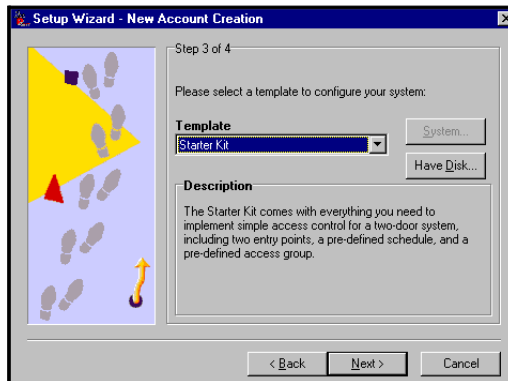 Setup Wizard - New Account Creation
Step 3 of 4
Please select a template to configure your system:
Template
Starter Kit
System...
Have Disk...
Description
The Starter Kit comes with everything you need to
implement simple access control for a two-door system,
including two entry points, a pre-defined schedule, and a
pre-defined access group.
< Back
Next >
Cancel